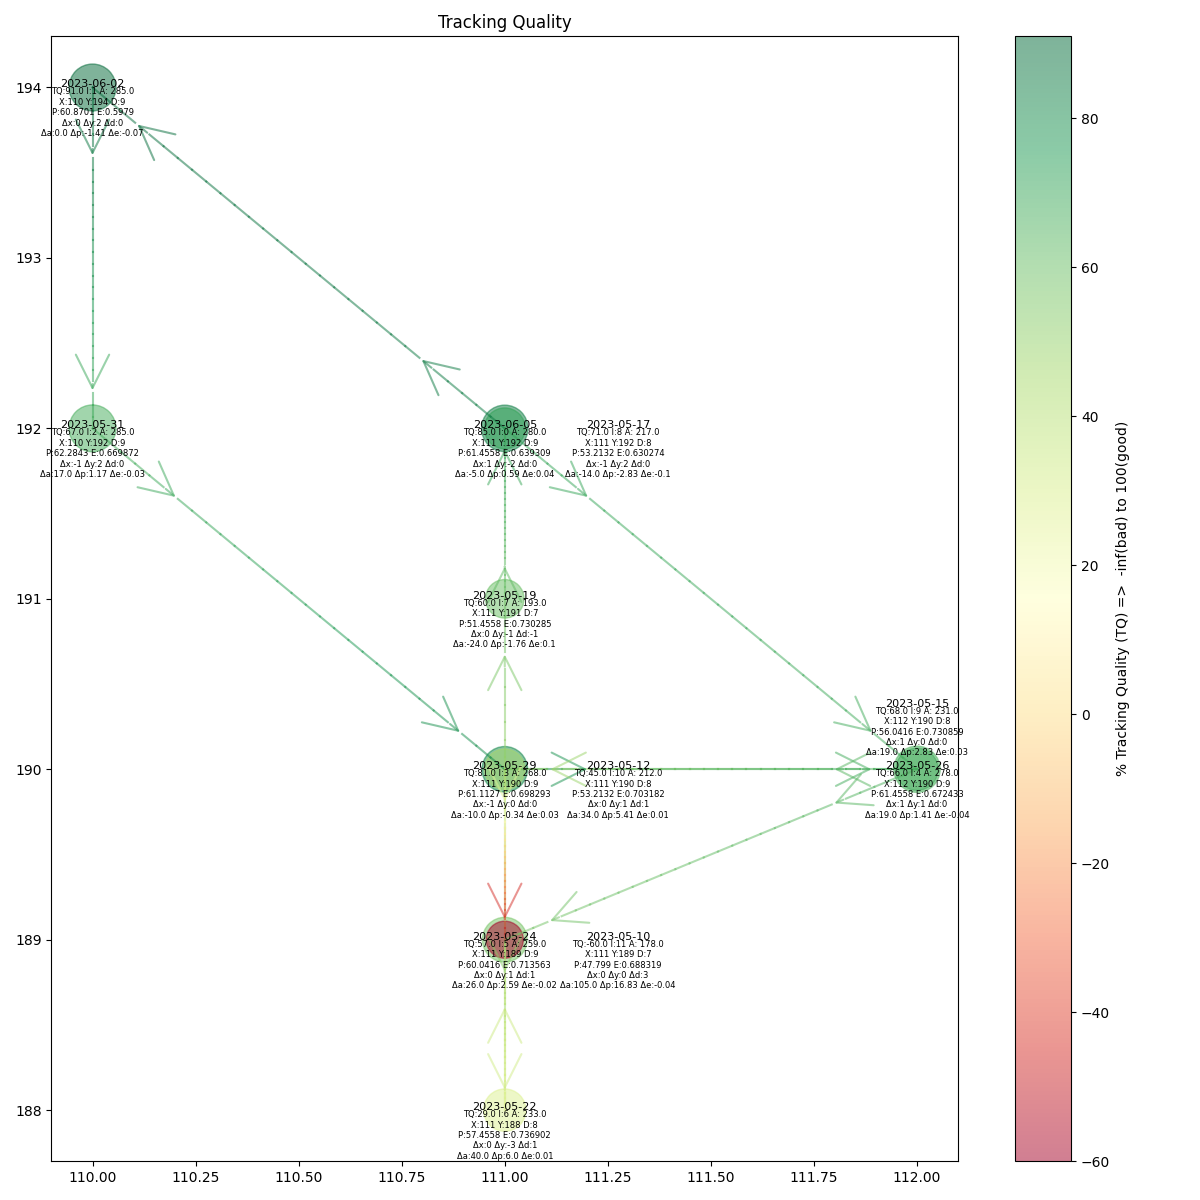 Tracking Quality
194
193
192
191
190
189
188
110.00
110.25
110.50
110.75
111.00
111.25
111.50
111.75
112.00
2023-06-02
TQ:91.0 I:1 A: 285.0
X:110 Y:194 D:9
P:60.8701 E:0.5979
Δx:0 Δy:2 Δd:0
Δa:0.0 Δp:-1.41 Δe:-0.07
2023-05-31
TQ:67.0 I:2 A: 285.0
X:110 Y:192 D:9
P:62.2843 E:0.669872
Δx:-1 Δy:2 Δd:0
Δa:17.0 Δp:1.17 Δe:-0.03
2023-06-05
TQ:85.0 I:0 A: 280.0
X:111 Y:192 D:9
P:61.4558 E:0.639309
Δx:1 Δy:-2 Δd:0
Δa:-5.0 Δp:0.59 Δe:0.04
2023-05-17
TQ:71.0 I:8 A: 217.0
X:111 Y:192 D:8
P:53.2132 E:0.630274
Δx:-1 Δy:2 Δd:0
Δa:-14.0 Δp:-2.83 Δe:-0.1
2023-05-19
TQ:60.0 I:7 A: 193.0
X:111 Y:191 D:7
P:51.4558 E:0.730285
Δx:0 Δy:-1 Δd:-1
Δa:-24.0 Δp:-1.76 Δe:0.1
2023-05-15
TQ:68.0 I:9 A: 231.0
X:112 Y:190 D:8
P:56.0416 E:0.730859
Δx:1 Δy:0 Δd:0
Δa:19.0 Δp:2.83 Δe:0.03
2023-05-29
TQ:81.0 I:3 A: 268.0
X:111 Y:190 D:9
P:61.1127 E:0.698293
Δx:-1 Δy:0 Δd:0
Δa:-10.0 Δp:-0.34 Δe:0.03
2023-05-12
TQ:45.0 I:10 A: 212.0
X:111 Y:190 D:8
P:53.2132 E:0.703182
Δx:0 Δy:1 Δd:1
Δa:34.0 Δp:5.41 Δe:0.01
2023-05-26
TQ:66.0 I:4 A: 278.0
X:112 Y:190 D:9
P:61.4558 E:0.672433
Δx:1 Δy:1 Δd:0
Δa:19.0 Δp:1.41 Δe:-0.04
2023-05-24
TQ:57.0 I:5 A: 259.0
X:111 Y:189 D:9
P:60.0416 E:0.713563
Δx:0 Δy:1 Δd:1
Δa:26.0 Δp:2.59 Δe:-0.02
2023-05-10
TQ:-60.0 I:11 A: 178.0
X:111 Y:189 D:7
P:47.799 E:0.688319
Δx:0 Δy:0 Δd:3
Δa:105.0 Δp:16.83 Δe:-0.04
2023-05-22
TQ:29.0 I:6 A: 233.0
X:111 Y:188 D:8
P:57.4558 E:0.736902
Δx:0 Δy:-3 Δd:1
Δa:40.0 Δp:6.0 Δe:0.01
80
60
40
20
0
−20
−40
−60
% Tracking Quality (TQ) => -inf(bad) to 100(good)